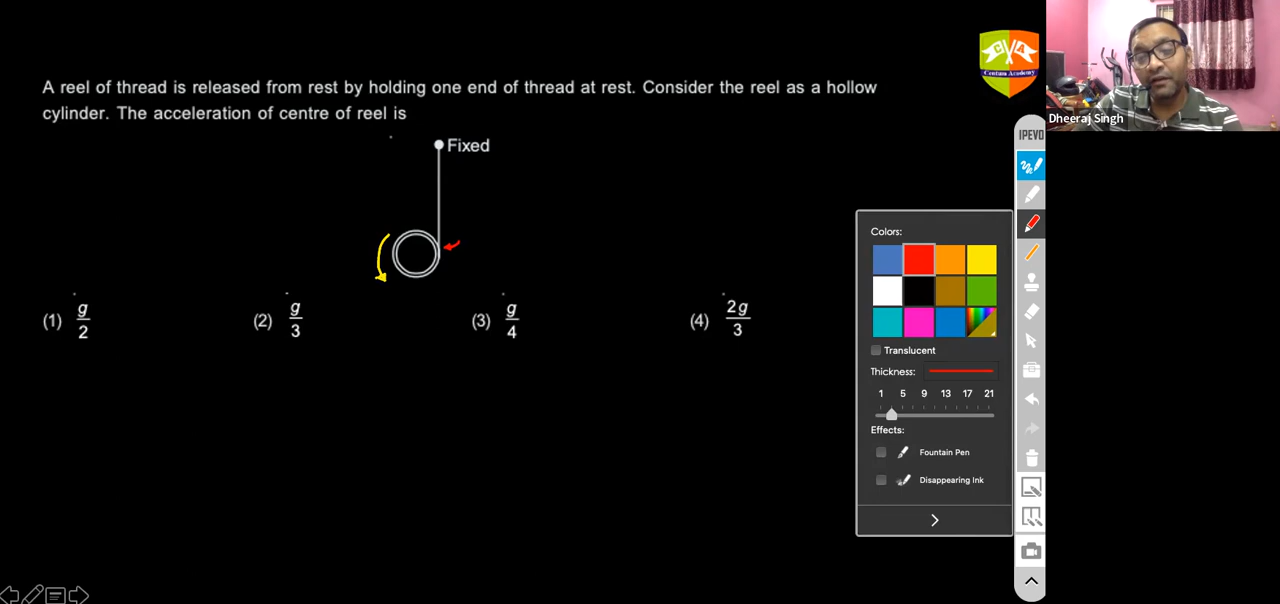 Centum Academy
Dheeraj Singh
A reel of thread is released from rest by holding one end of thread at rest. Consider the reel as a hollow
cylinder. The acceleration of centre of reel is
Fixed
(1) g/2 (2) g/3 (3) g/4 (4) 2g/3
IPEVO
Colors:
Translucent
Thickness:
1 5 9 13 17 21
Effects:
Fountain Pen
Disappearing Ink